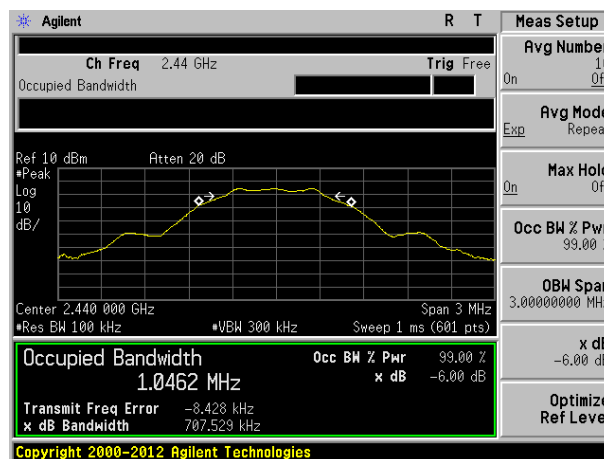 Agilent R T
Ch Freq 2.44 GHz Trig Free
Occupied Bandwidth
Ref 10 dBm Atten 20 dB
#Peak
Log
10
dB/
Center 2.440 000 GHz Span 3 MHz
#Res BW 100 kHz #VBW 300 kHz Sweep 1 ms (601 pts)
Occupied Bandwidth Occ BW % Pwr 99.00 %
1.0462 MHz x dB -6.00 dB
Transmit Freq Error -8.428 kHz
x dB Bandwidth 707.529 kHz
Copyright 2000-2012 Agilent Technologies
Meas Setup
Avg Number
10
On Of
Avg Mode
Exp Repea
Max Hold
On Of
Occ BW % Pwr
99.00
OBW Span
3.00000000 MH
x dB
-6.00 dB
Optimize
Ref Leve